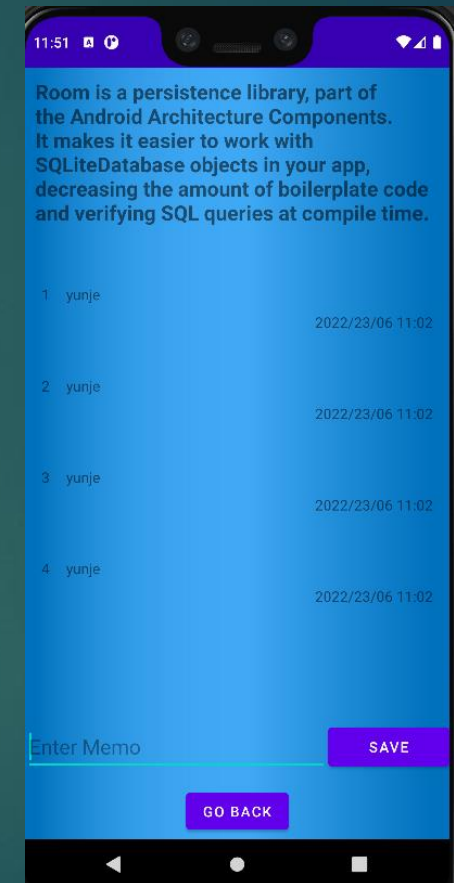 11:51
Room is a persistence library, part of
the Android Architecture Components.
It makes it easier to work with
SQLiteDatabase objects in your app,
decreasing the amount of boilerplate code
and verifying SQL queries at compile time.
1 yunje
2022/23/06 11:02
2 yunje
2022/23/06 11:02
3 yunje
2022/23/06 11:02
4 yunje
2022/23/06 11:02
Enter Memo SAVE
GO BACK